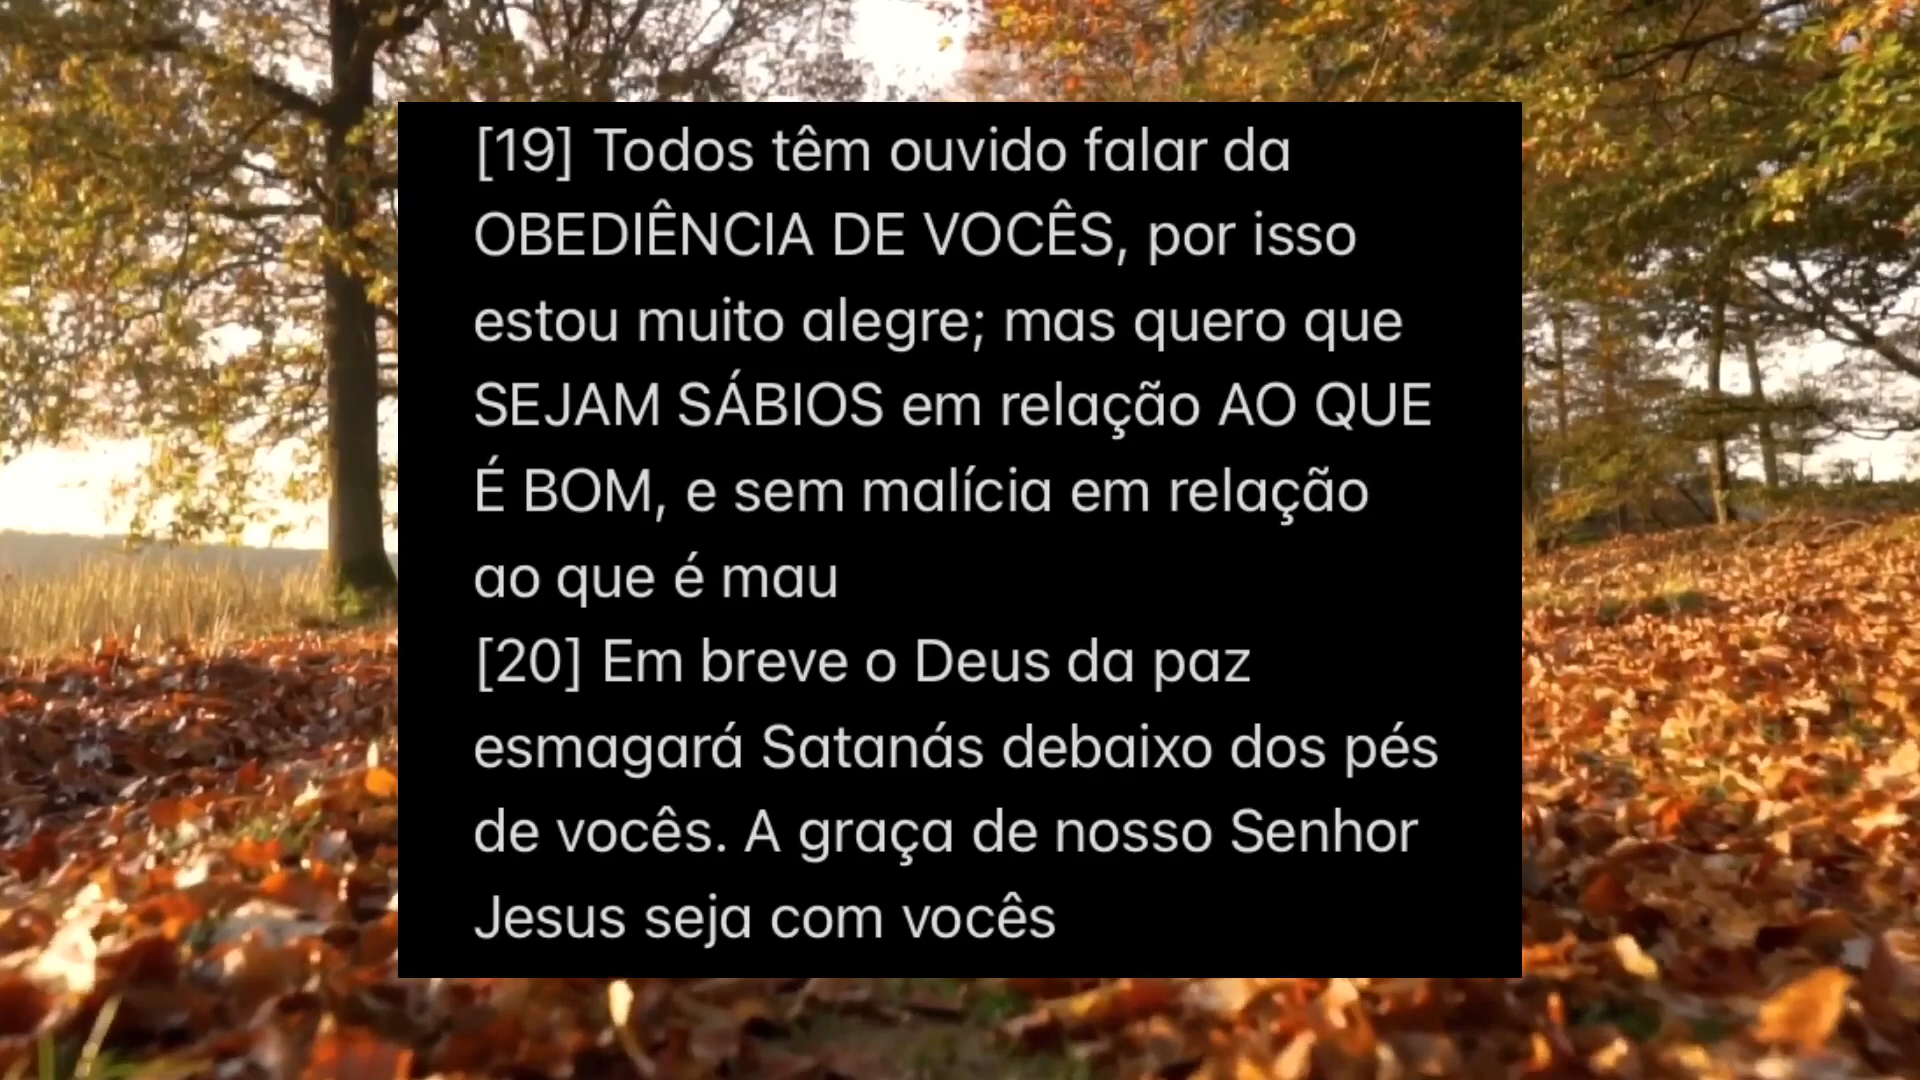 [19] Todos têm ouvido falar da
OBEDIÊNCIA DE VOCÊS, por isso
estou muito alegre; mas quero que
SEJAM SÁBIOS em relação AO QUE
É BOM, e sem malícia em relação
ao que é mau
[20] Em breve o Deus da paz
esmagará Satanás debaixo dos pés
de vocês. A graça de nosso Senhor
Jesus seja com vocês